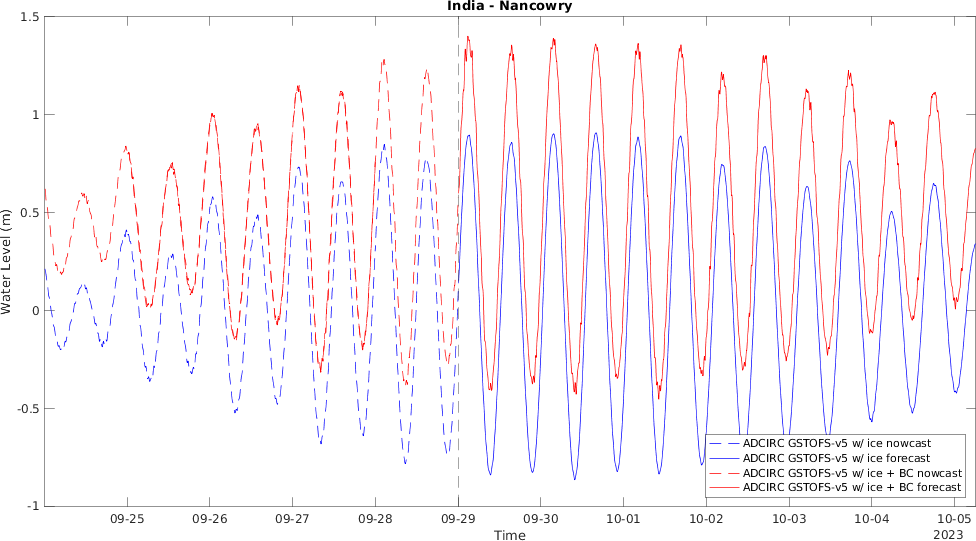 India - Nancowry
1.5
1
0.5
0
-0.5
-1
Water Level (m)
ADCIRC GSTOFS-v5 w/ ice nowcast
ADCIRC GSTOFS-v5 w/ ice forecast
ADCIRC GSTOFS-v5 w/ ice + BC nowcast
ADCIRC GSTOFS-v5 w/ ice + BC forecast
09-25 09-26 09-27 09-28 09-29 09-30 10-01 10-02 10-03 10-04 10-05
Time 2023